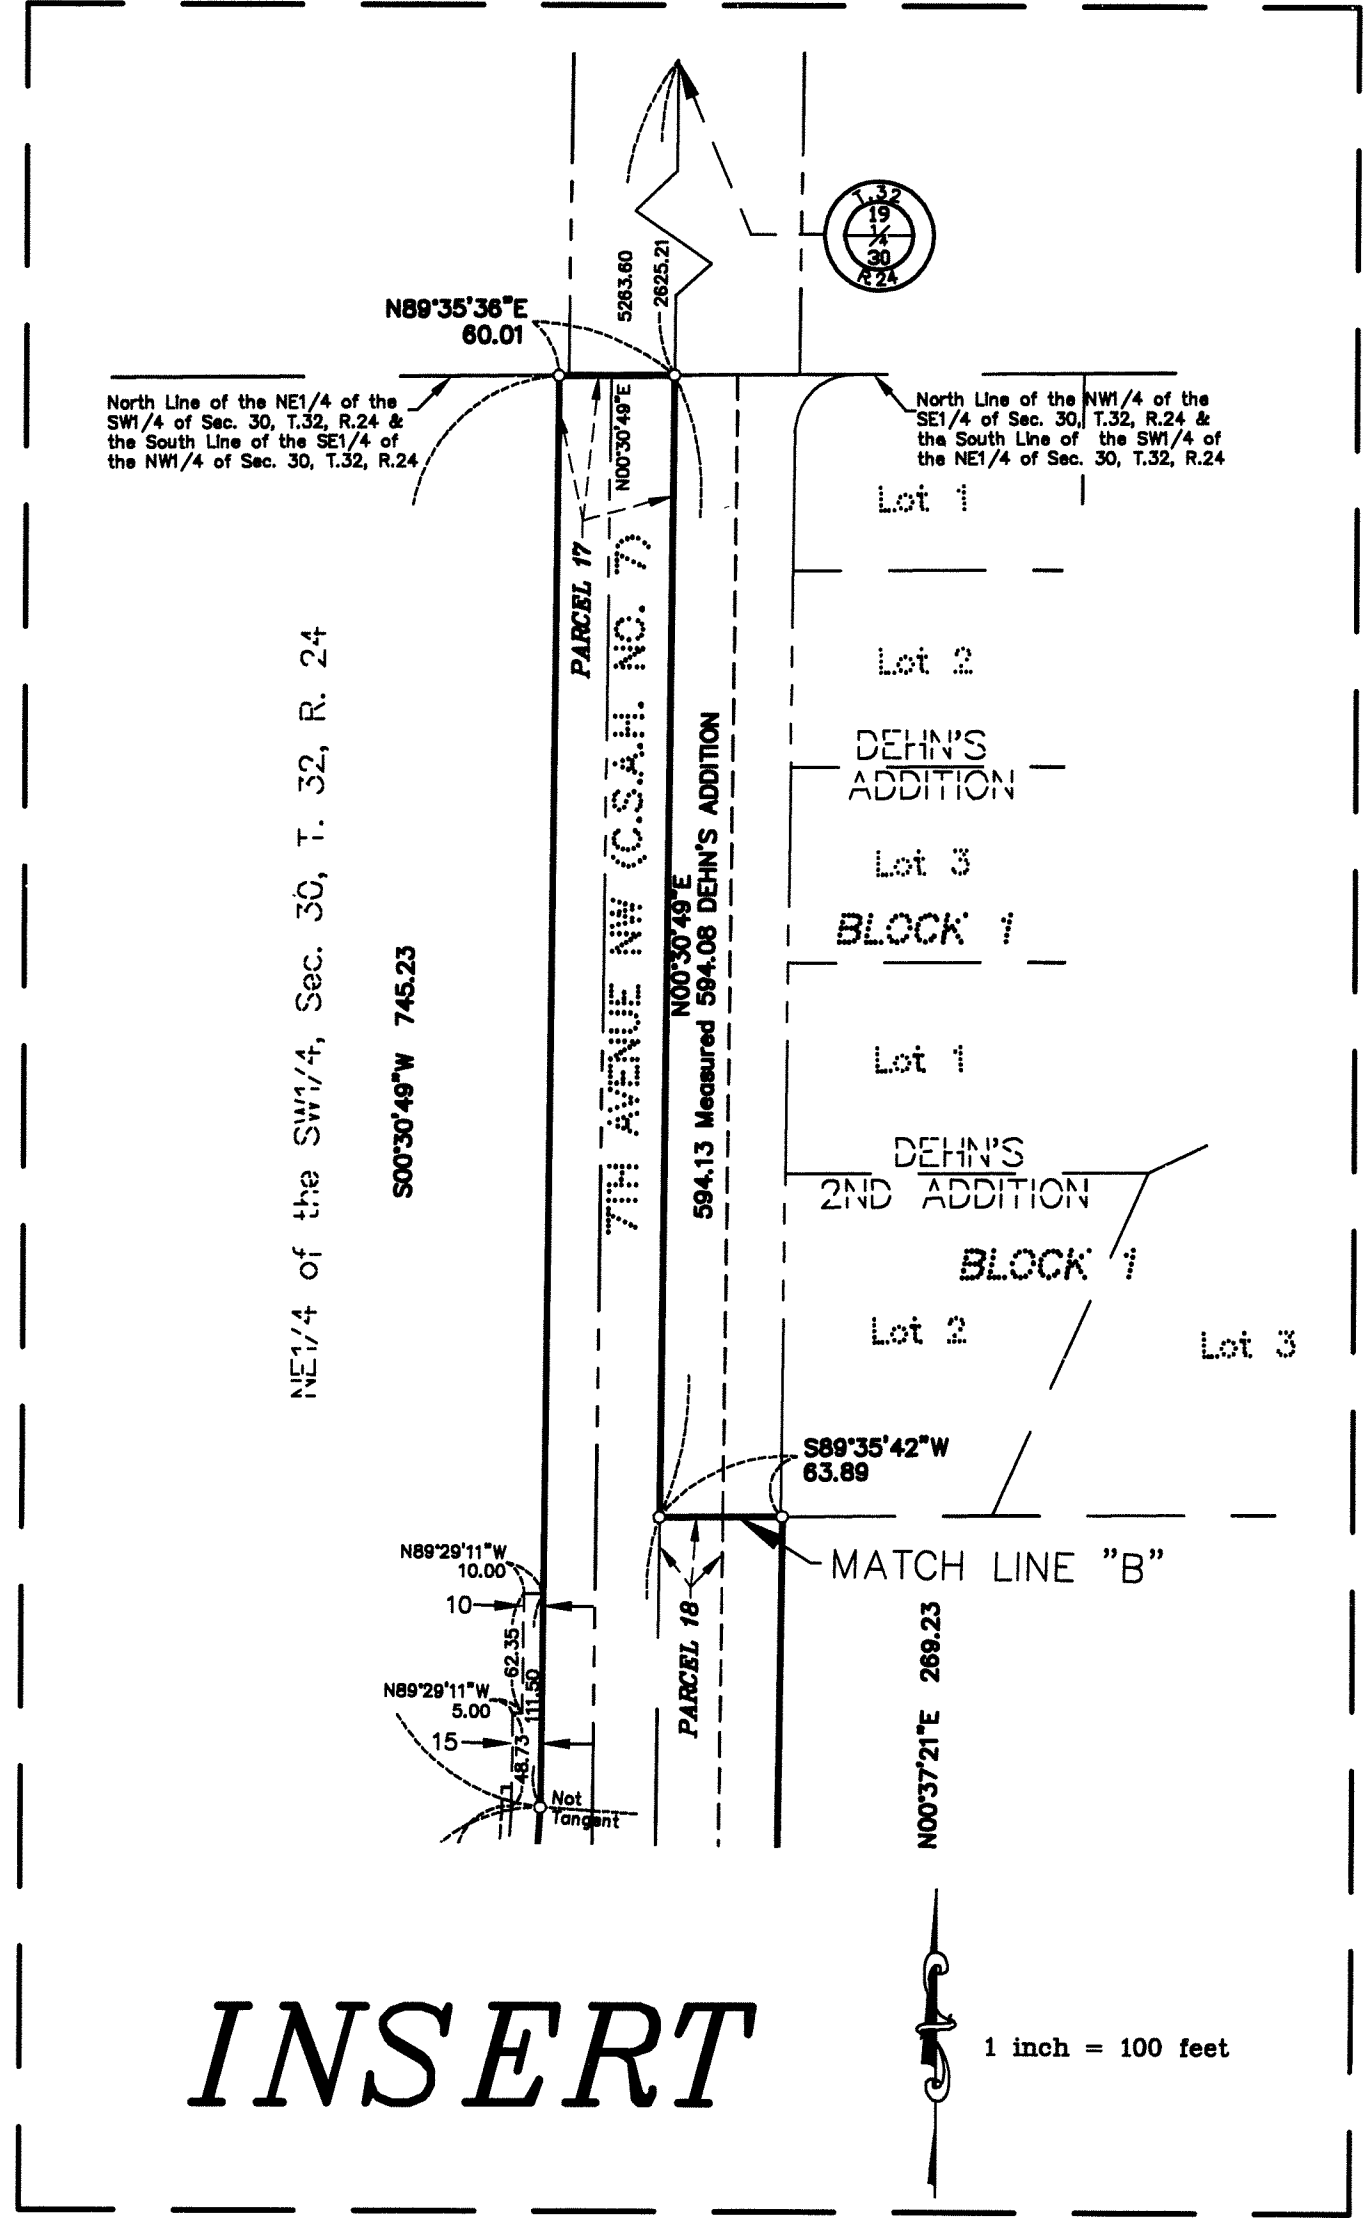 T.32
19
1/4
30
R.24
5263.60
2625.21
N89°35'36"E
60.01
North Line of the NE1/4 of the
SW1/4 of Sec. 30, T.32, R.24 &
the South Line of the SE1/4 of
the NW1/4 of Sec. 30, T.32, R.24
N00°30'49"E
North Line of the NW1/4 of the
SE1/4 of Sec. 30, T.32, R.24 &
the South Line of the SW1/4 of
the NE1/4 of Sec. 30, T.32, R.24
Lot 1
PARCEL 17
7TH AVENUE NW (C.S.A.H. NO. 7)
NE1/4 of the SW1/4, Sec. 30, T. 32, R. 24
Lot 2
DEHN'S
ADDITION
Lot 3
BLOCK 1
S00°30'49"W 745.23
N00°30'49"E
594.13 Measured 594.08 DEHN'S ADDITION
Lot 1
DEHN'S
2ND ADDITION
BLOCK 1
Lot 2
Lot 3
S89°35'42"W
63.89
MATCH LINE "B"
N89°29'11"W
10.00
10
62.35
111.50
PARCEL 18
N00°37'21"E 269.23
N89°29'11"W
5.00
15
48.73
Not
Tangent
INSERT
1 inch = 100 feet